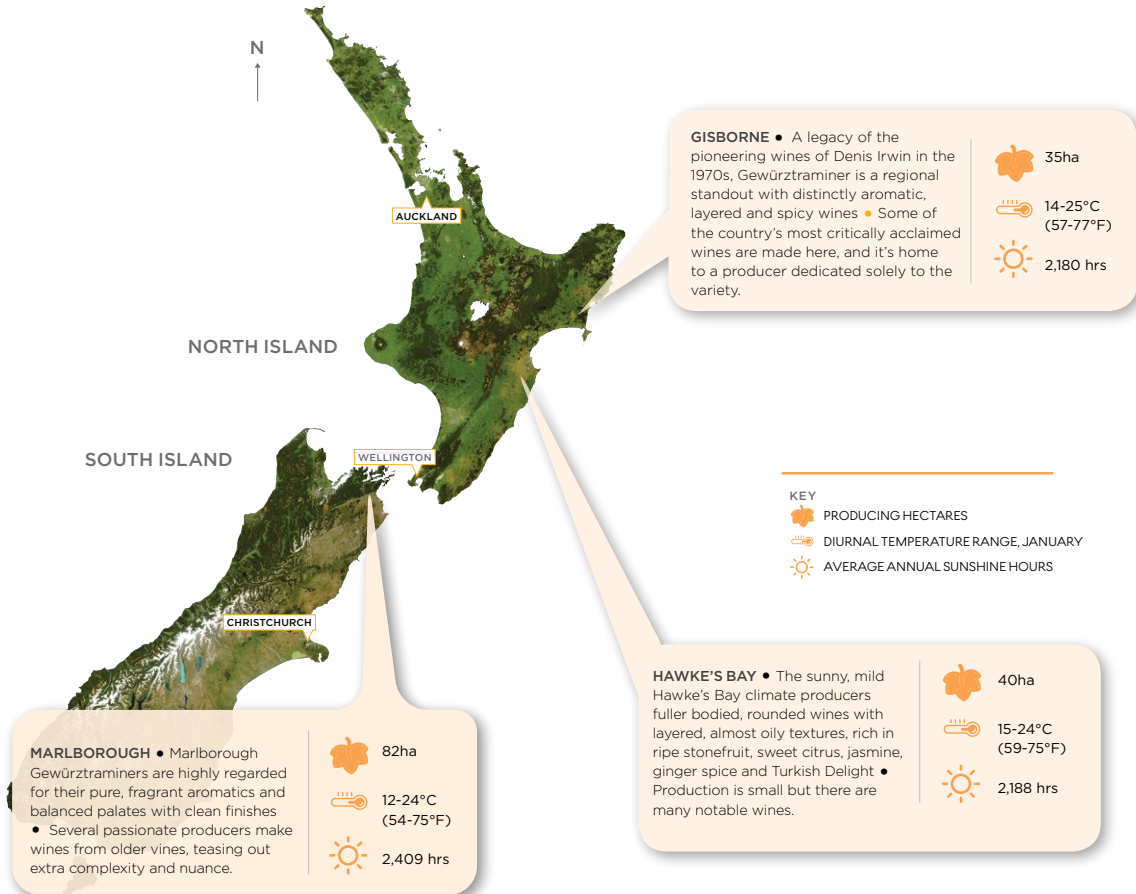 N
GISBORNE ● A legacy of the
pioneering wines of Denis Irwin in the
1970s, Gewürztraminer is a regional
standout with distinctly aromatic,
layered and spicy wines ● Some of
the country's most critically acclaimed
wines are made here, and it's home
to a producer dedicated solely to the
variety.
35ha
14-25°C
(57-77°F)
2,180 hrs
AUCKLAND
NORTH ISLAND
SOUTH ISLAND
WELLINGTON
KEY
PRODUCING HECTARES
DIURNAL TEMPERATURE RANGE, JANUARY
AVERAGE ANNUAL SUNSHINE HOURS
CHRISTCHURCH
HAWKE'S BAY ● The sunny, mild
Hawke's Bay climate producers
fuller bodied, rounded wines with
layered, almost oily textures, rich in
ripe stonefruit, sweet citrus, jasmine,
ginger spice and Turkish Delight ●
Production is small but there are
many notable wines.
40ha
15-24°C
(59-75°F)
2,188 hrs
MARLBOROUGH ● Marlborough
Gewürztraminers are highly regarded
for their pure, fragrant aromatics and
balanced palates with clean finishes
● Several passionate producers make
wines from older vines, teasing out
extra complexity and nuance.
82ha
12-24°C
(54-75°F)
2,409 hrs